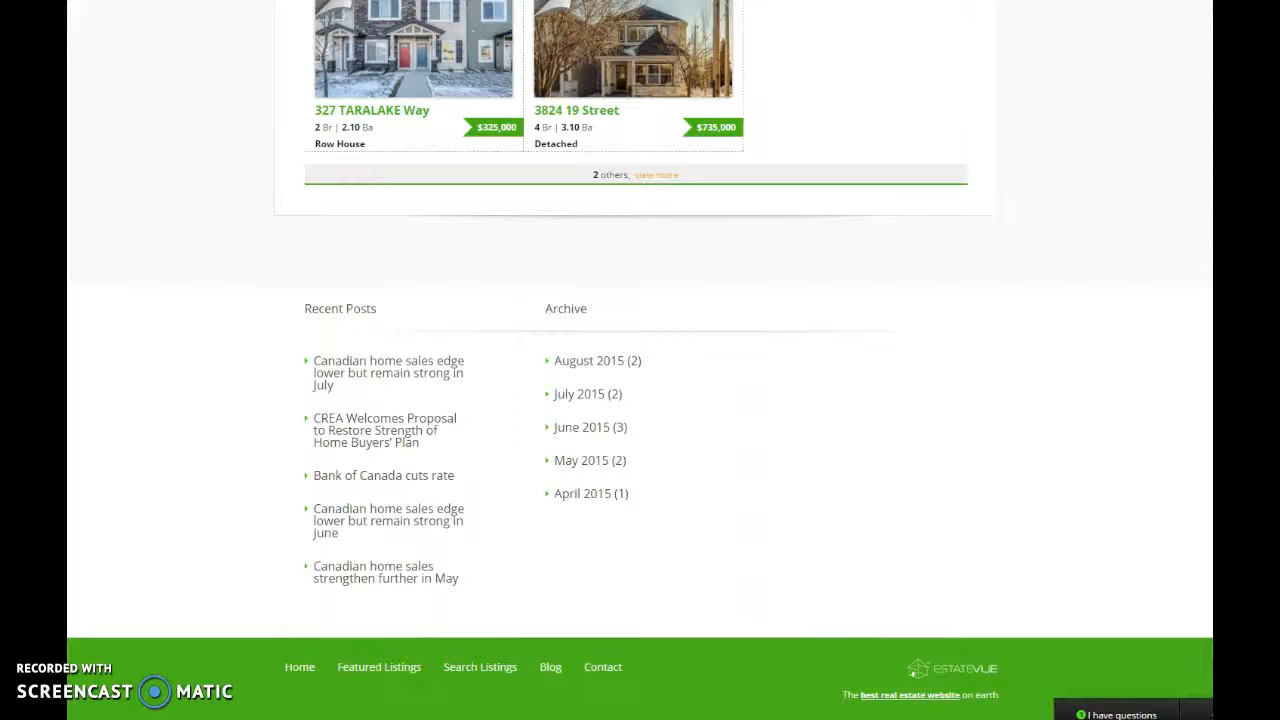 327 TARALAKE Way
2 Br | 2.10 Ba
$325,000
Row House
3824 19 Street
4 Br | 3.10 Ba
$735,000
Detached
2 others, view more
Recent Posts
Canadian home sales edge
lower but remain strong in
July
CREA Welcomes Proposal
to Restore Strength of
Home Buyers' Plan
Bank of Canada cuts rate
Canadian home sales edge
lower but remain strong in
June
Canadian home sales
strengthen further in May
Archive
August 2015 (2)
July 2015 (2)
June 2015 (3)
May 2015 (2)
April 2015 (1)
Home Featured Listings Search Listings Blog Contact
ESTATEVUE
The best real estate website on earth
I have questions
RECORDED WITH
SCREENCAST MATIC